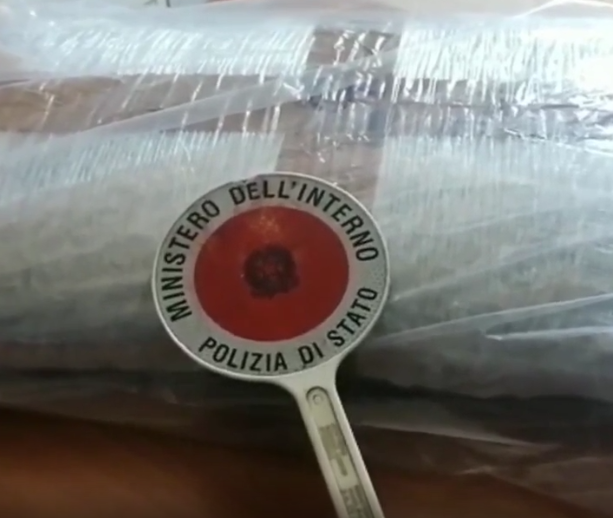 MINISTERO DELL'INTERNO
POLIZIA DI STATO